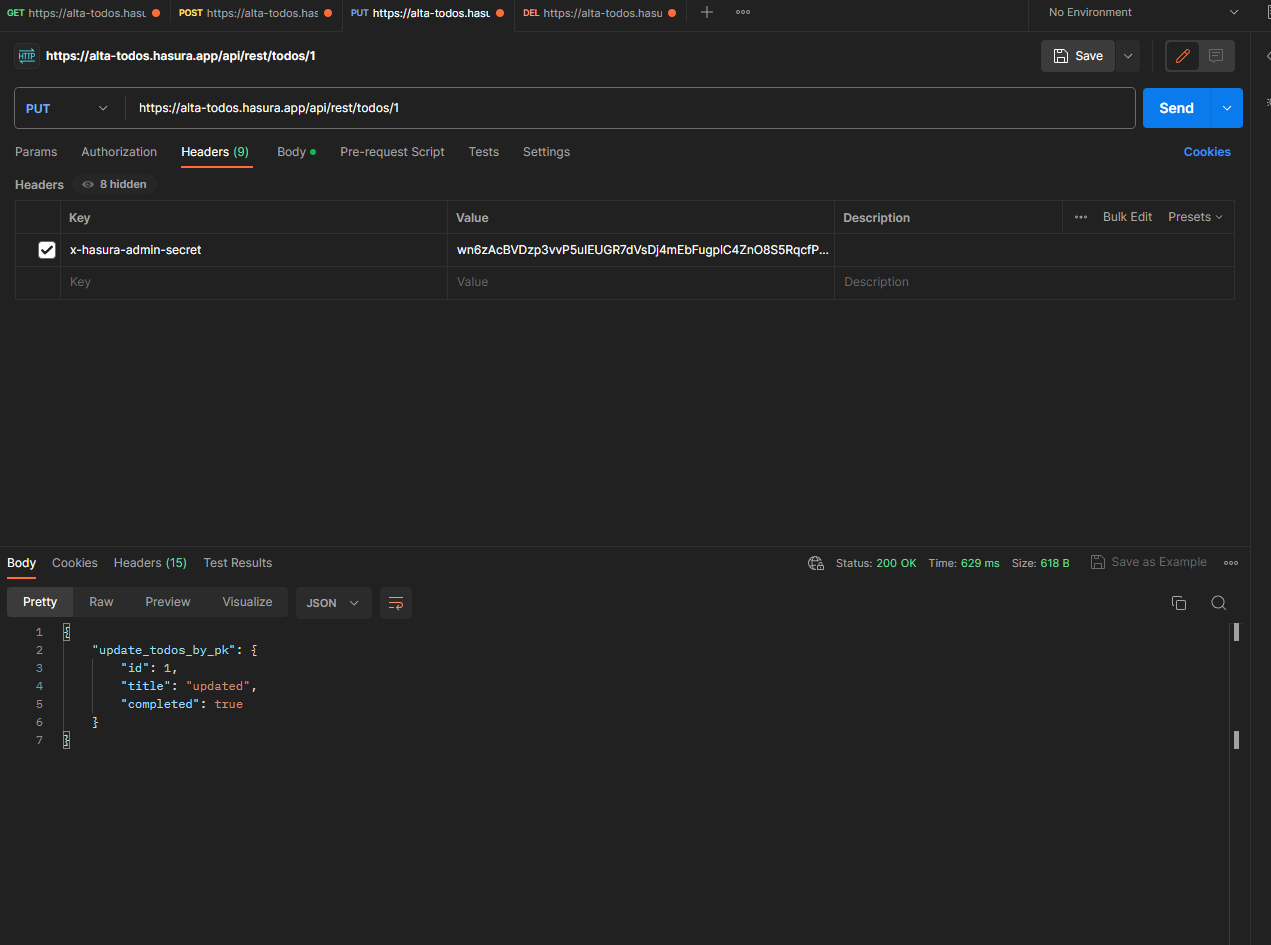 GET https://alta-todos.hasu POST https://alta-todos.has PUT https://alta-todos.hasu DEL https://alta-todos.hasu No Environment
HTTP https://alta-todos.hasura.app/api/rest/todos/1 Save
PUT https://alta-todos.hasura.app/api/rest/todos/1 Send
Params Authorization Headers (9) Body Pre-request Script Tests Settings Cookies
Headers 8 hidden
Key Value Description Bulk Edit Presets
x-hasura-admin-secret wn6zAcBVDzp3vvP5uIEUGR7dVsDj4mEbFugpIC4ZnO8S5RqcfP...
Key Value Description
Body Cookies Headers (15) Test Results Status: 200 OK Time: 629 ms Size: 618 B Save as Example
Pretty Raw Preview Visualize JSON
1 {
2 "update_todos_by_pk": {
3 "id": 1,
4 "title": "updated",
5 "completed": true
6 }
7 }